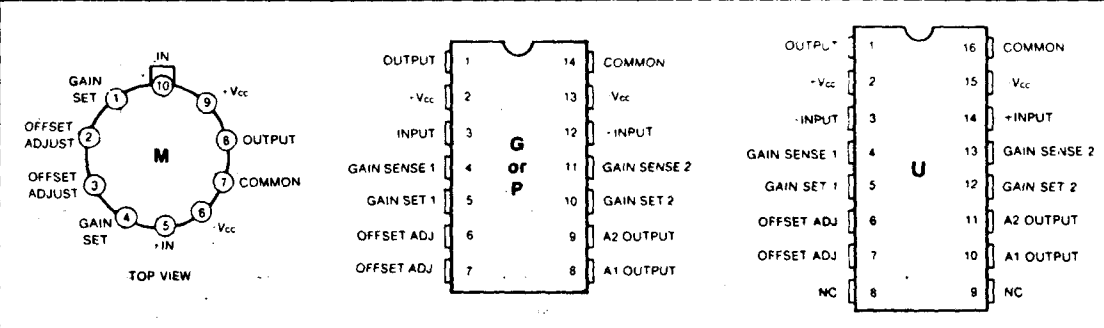 .IN
GAIN
SET
10
1
9
+Vcc
OFFSET
ADJUST
2
8
OUTPUT
M
OFFSET
ADJUST
3
7
COMMON
GAIN
SET
4
5
6
-Vcc
+IN
TOP VIEW
OUTPUT 1 14 COMMON
+Vcc 2 13 Vcc
INPUT 3 12 INPUT
GAIN SENSE 1 4 11 GAIN SENSE 2
GAIN SET 1 5 10 GAIN SET 2
OFFSET ADJ 6 9 A2 OUTPUT
OFFSET ADJ 7 8 A1 OUTPUT
G
or
P
OUTPUT 1 16 COMMON
Vcc 2 15 Vcc
INPUT 3 14 +INPUT
GAIN SENSE 1 4 13 GAIN SENSE 2
GAIN SET 1 5 12 GAIN SET 2
OFFSET ADJ 6 11 A2 OUTPUT
OFFSET ADJ 7 10 A1 OUTPUT
NC 8 9 NC
U